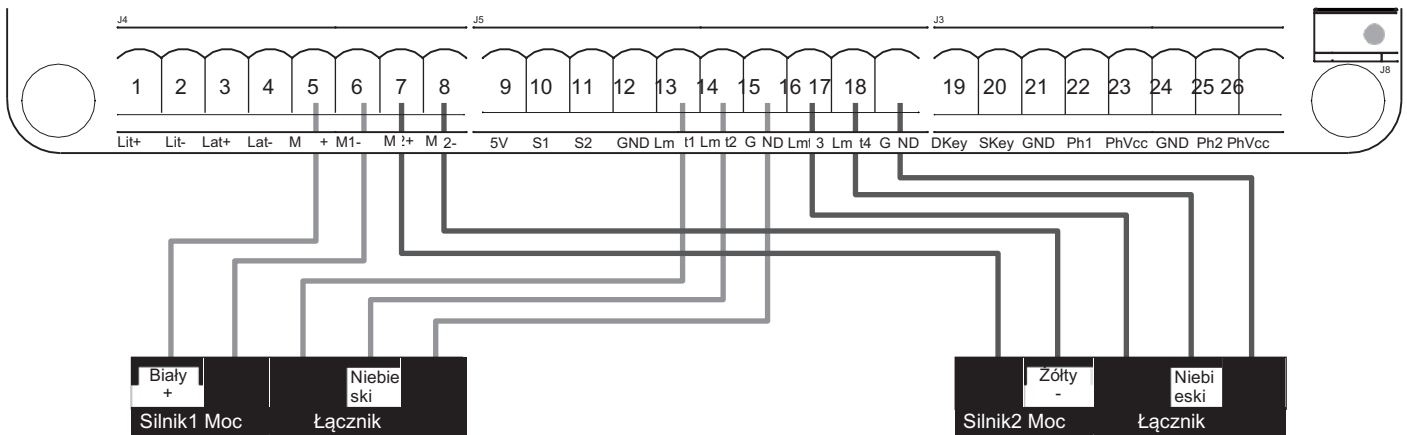 J4 J5 J3
J8
1 2 3 4 5 6 7 8 9 10 11 12 13 14 15 16 17 18 19 20 21 22 23 24 25 26
Lit+ Lit- Lat+ Lat- M + M1- M 2+ M 2- 5V S1 S2 GND Lm t1 Lm t2 G ND Lmt 3 Lm t4 G ND DKey SKey GND Ph1 PhVcc GND Ph2 PhVcc
Biały
+
Niebie
ski
Silnik1 Moc Łącznik
Żółty
-
Niebi
eski
Silnik2 Moc Łącznik